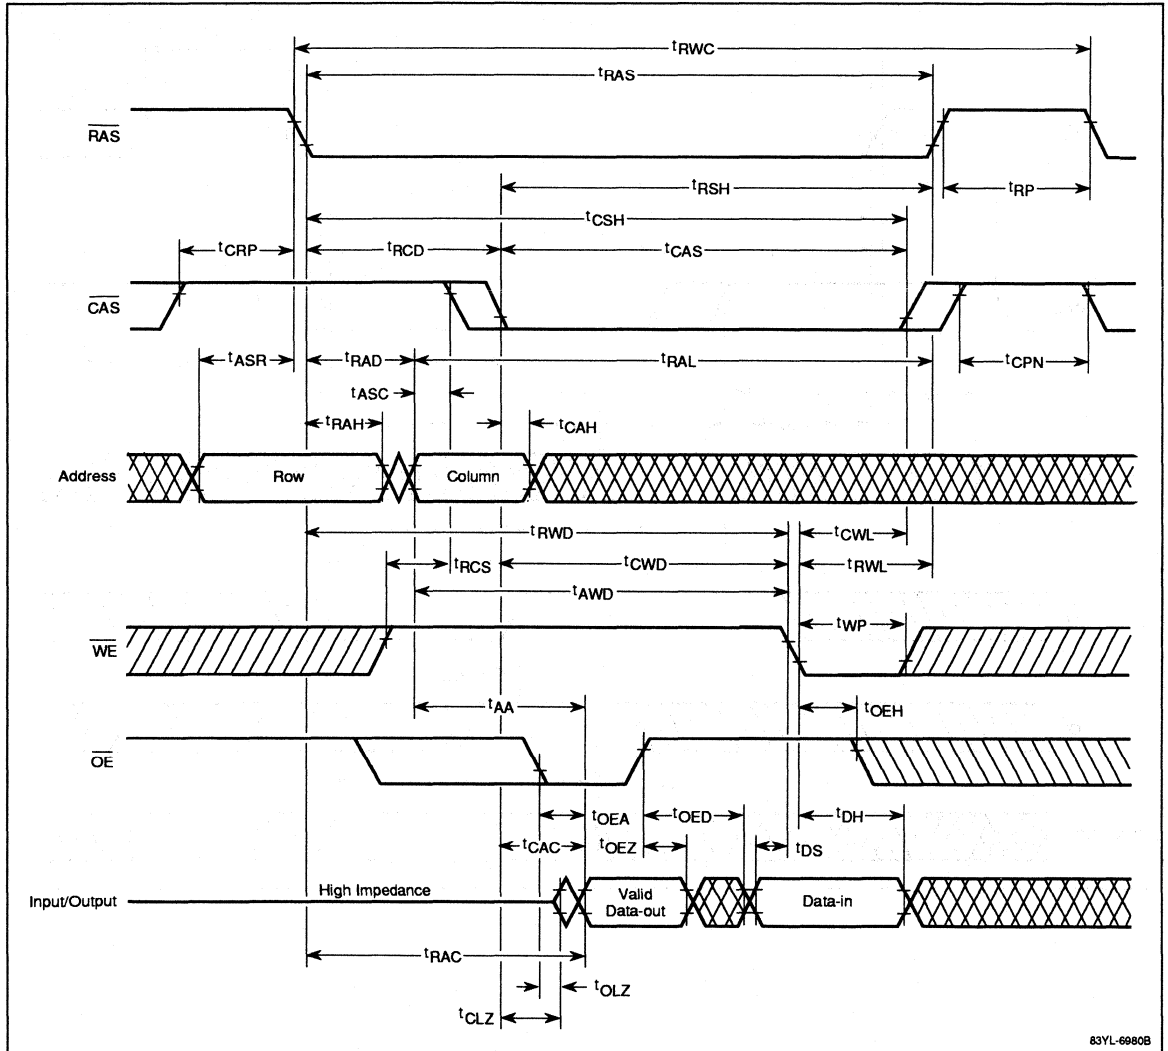 tRWC
tRAS
RAS
tRSH
tRP
tCSH
tCRP
tRCD
tCAS
CAS
tASR
tRAD
tRAL
tCPN
tASC
tRAH
tCAH
Address
Row
Column
tRWD
tCWL
tRCS
tCWD
tRWL
tAWD
WE
tWP
tAA
tOEH
OE
tOEA
tOED
tDH
tCAC
tOEZ
tDS
Input/Output
High Impedance
Valid
Data-out
Data-in
tRAC
tOLZ
tCLZ
83YL-6980B